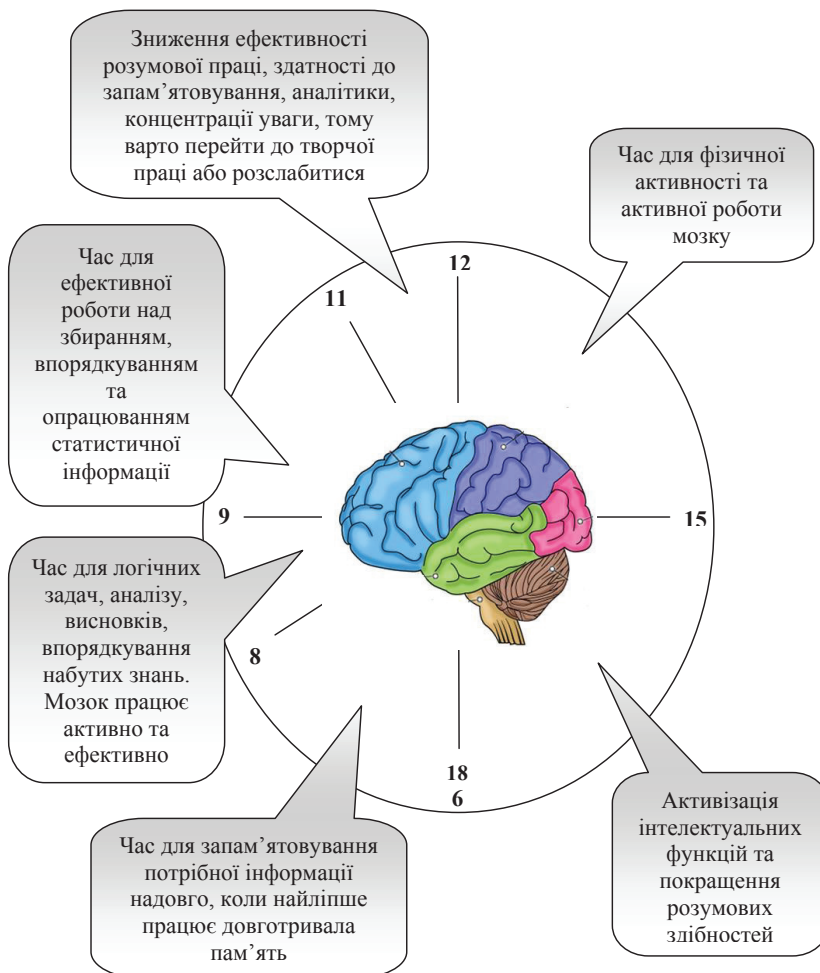 Зниження ефективності
розумової праці, здатності до
запам’ятовування, аналітики,
концентрації уваги, тому
варто перейти до творчої
праці або розслабитися
Час для фізичної
активності та
активної роботи
мозку
Час для
ефективної
роботи над
збиранням,
впорядкуванням
та
опрацюванням
статистичної
інформації
12
11
9
15
Час для логічних
задач, аналізу,
висновків,
впорядкування
набутих знань.
Мозок працює
активно та
ефективно
8
18
6
Час для запам’ятовування
потрібної інформації
надовго, коли найліпше
працює довготривала
пам’ять
Активізація
інтелектуальних
функцій та
покращення
розумових
здібностей